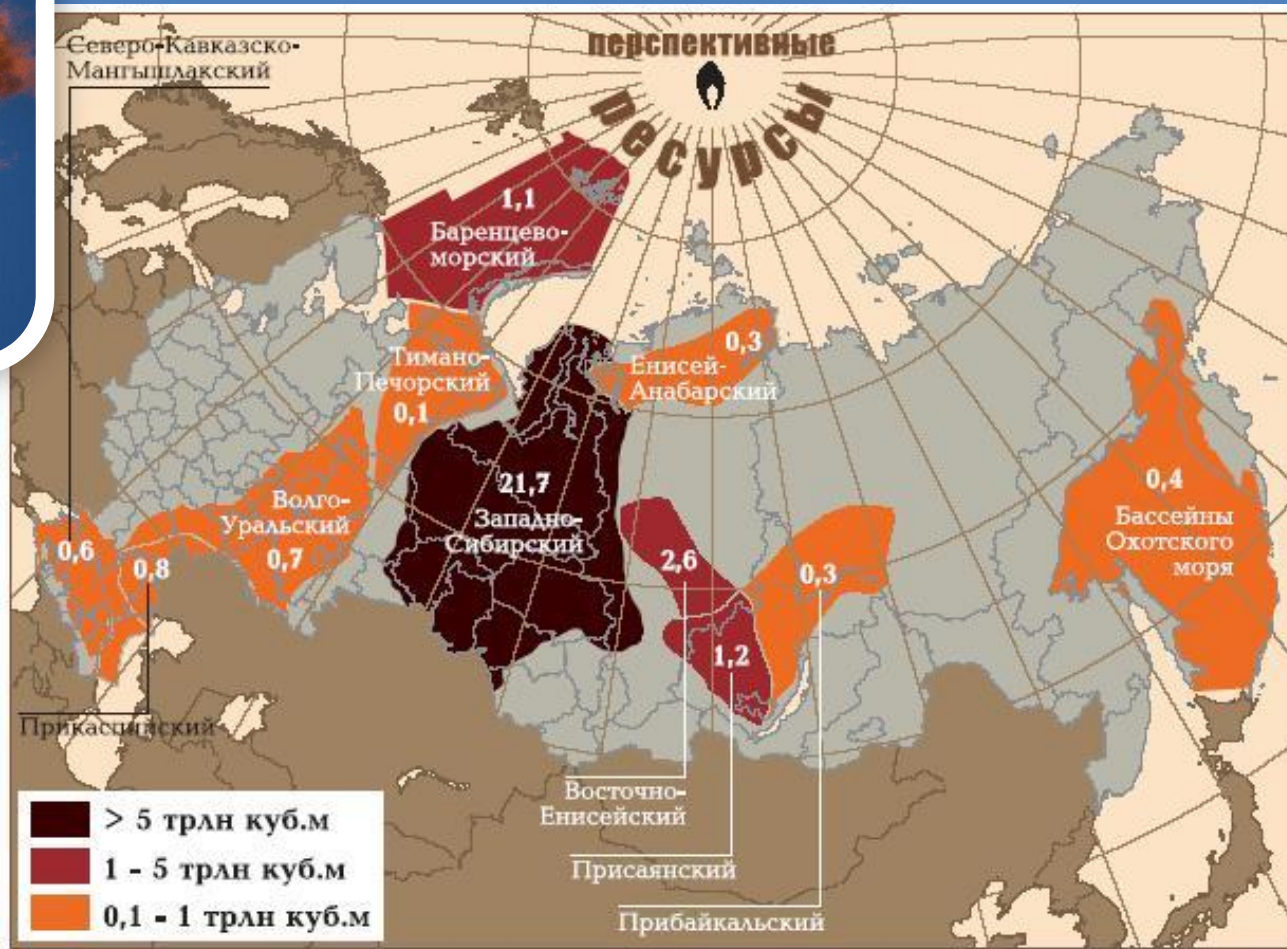 Северо-Кавказско-
Мангышлакский
перспективные
ресурсы
1,1
Баренцево-
морский
Тимано-
Печорский
0,1
0,3
Енисей-
Анабарский
21,7
Западно-
Сибирский
Волго-
Уральский
0,7
0,6
0,8
2,6
0,3
1,2
0,4
Бассейны
Охотского
моря
Прикаспийский
Восточно-
Енисейский
Присаянский
Прибайкальский
> 5 трлн куб.м
1 - 5 трлн куб.м
0,1 - 1 трлн куб.м